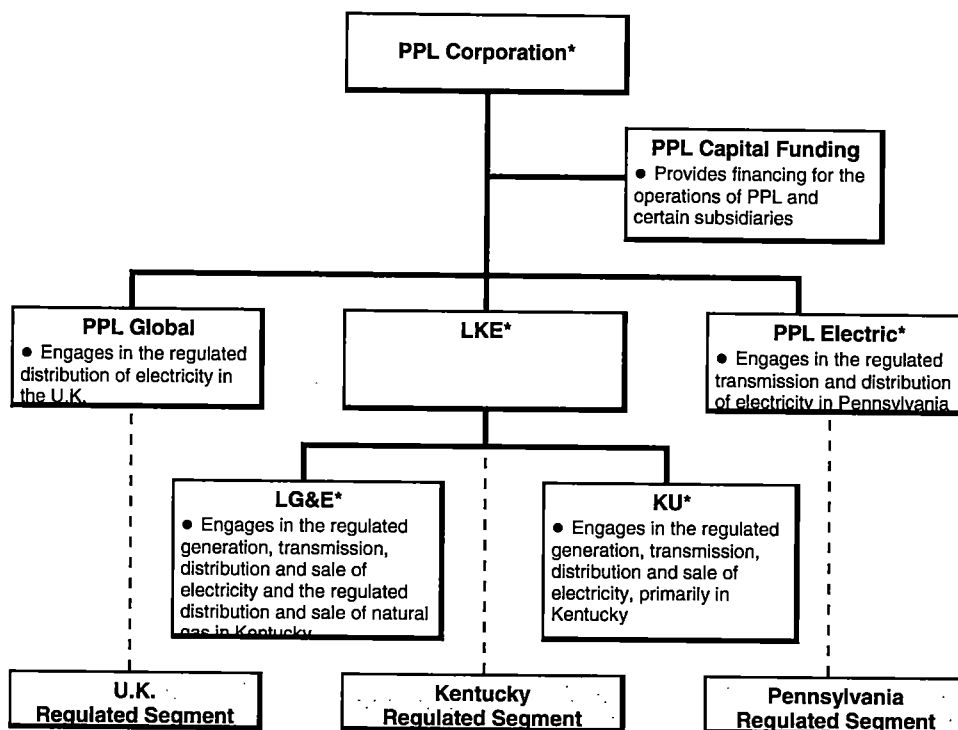 PPL Corporation*
PPL Capital Funding
● Provides financing for the
operations of PPL and
certain subsidiaries
PPL Global
● Engages in the regulated
distribution of electricity in
the U.K.
LKE*
PPL Electric*
● Engages in the regulated
transmission and distribution
of electricity in Pennsylvania
LG&E*
● Engages in the regulated
generation, transmission,
distribution and sale of
electricity and the regulated
distribution and sale of natural
gas in Kentucky
KU*
● Engages in the regulated
generation, transmission,
distribution and sale of
electricity, primarily in
Kentucky
U.K.
Regulated Segment
Kentucky
Regulated Segment
Pennsylvania
Regulated Segment